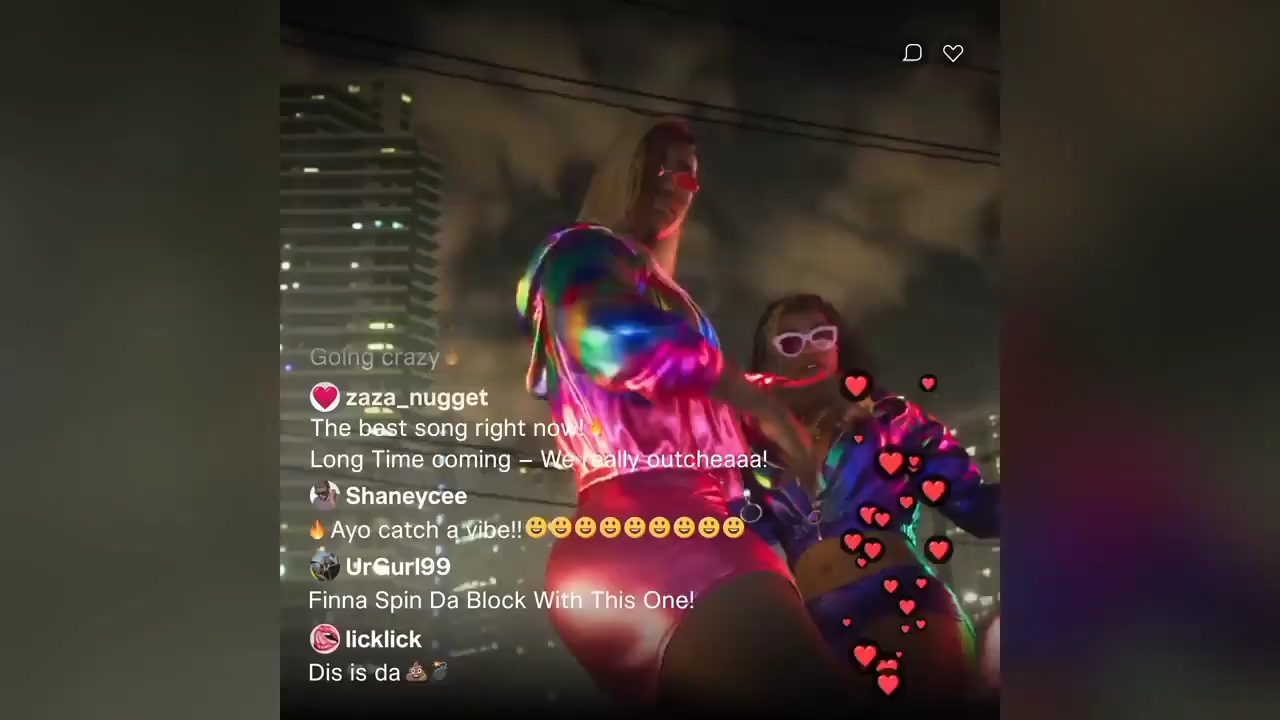 Going crazy🔥
zaza_nugget
The best song right now!🔥
Long Time coming – We really outcheaaa!
Shaneycee
🔥Ayo catch a vibe!!😀😀😀😀😀😀😀😀😀
UrGurl99
Finna Spin Da Block With This One!
licklick
Dis is da💩💣